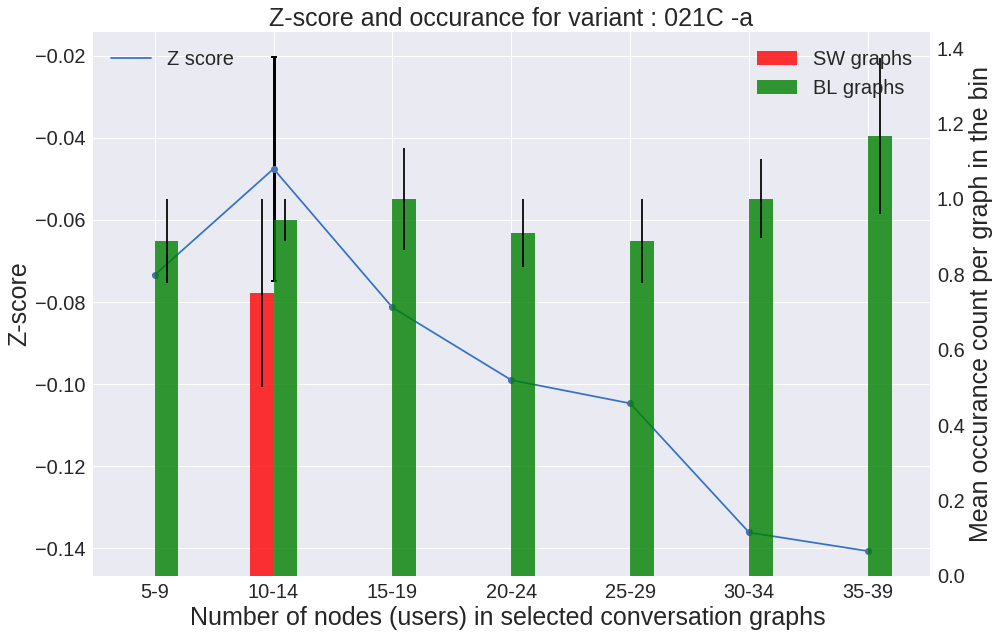 Z-score and occurance for variant : 021C -a
Z score
SW graphs
BL graphs
Z-score
−0.02
−0.04
−0.06
−0.08
−0.10
−0.12
−0.14
1.4
1.2
1.0
0.8
0.6
0.4
0.2
0.0
Mean occurance count per graph in the bin
5-9 10-14 15-19 20-24 25-29 30-34 35-39
Number of nodes (users) in selected conversation graphs